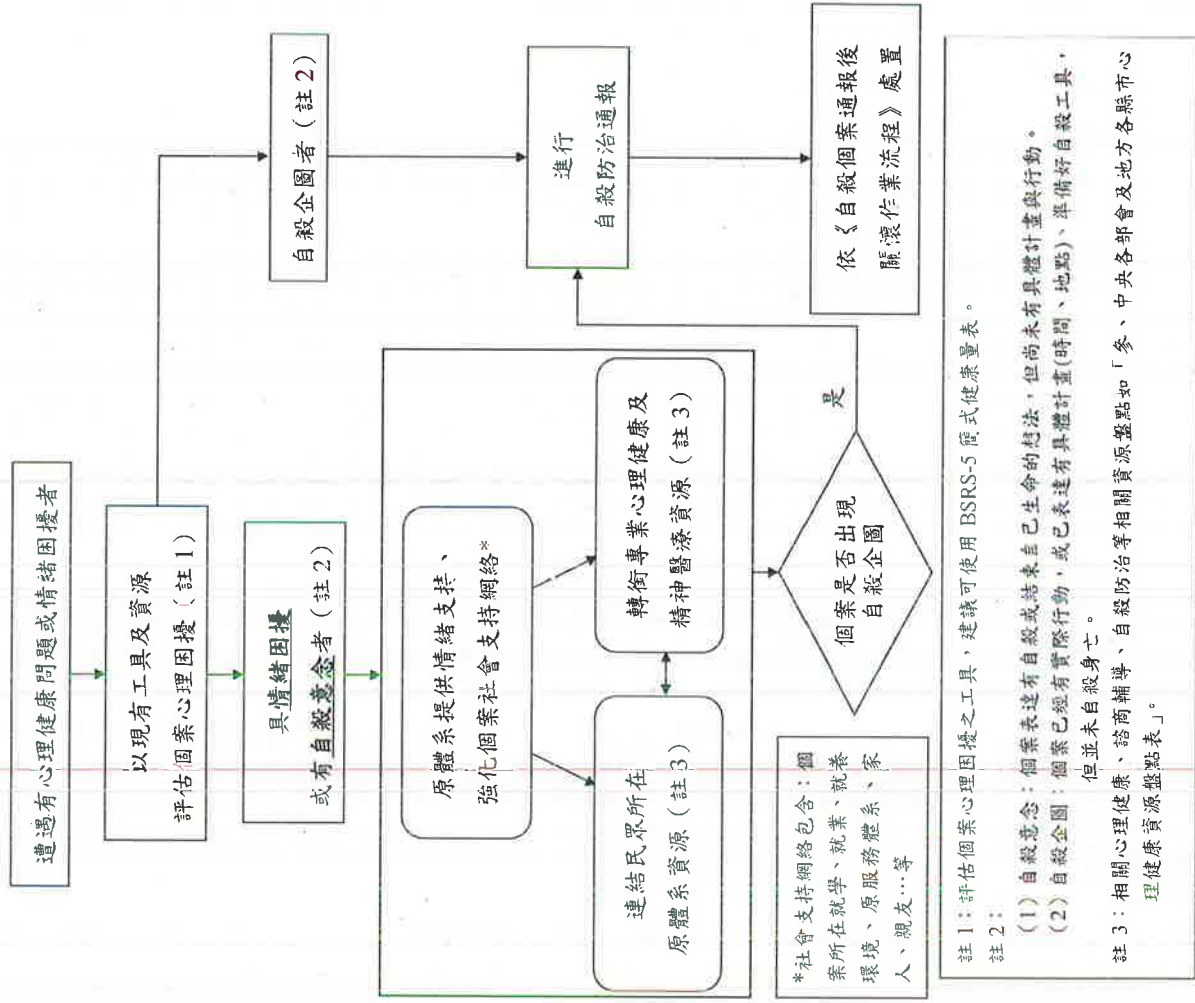 遭遇有心理健康問題或情緒困擾者
以現有工具及資源
評估個案心理困擾（註1）
具情緒困擾
或有自殺意念者（註2）
自殺企圖者（註2）
原體系提供情緒支持、
強化個案社會支持網絡*
連結民眾所在
原體系資源（註3）
轉銜專業心理健康及
精神醫療資源（註3）
進行
自殺防治通報
個案是否出現
自殺企圖
是
依《自殺個案通報後
關懷作業流程》處置
*社會支持網絡包含：個
案所在就學、就業、就養
環境、原服務體系、家
人、親友…等
註1：評估個案心理困擾之工具，建議可使用 BSRS-5 簡式健康量表。
註2：
（1）自殺意念：個案表達有自殺或結束自己生命的想法，但尚未有具體計畫與行動。
（2）自殺企圖：個案已經有實際行動，或已表達有具體計畫(時間、地點)、準備好自殺工具，
但並未自殺身亡。
註3：相關心理健康、諮商輔導、自殺防治等相關資源盤點如「參、中央各部會及地方各縣市心
理健康資源盤點表」。